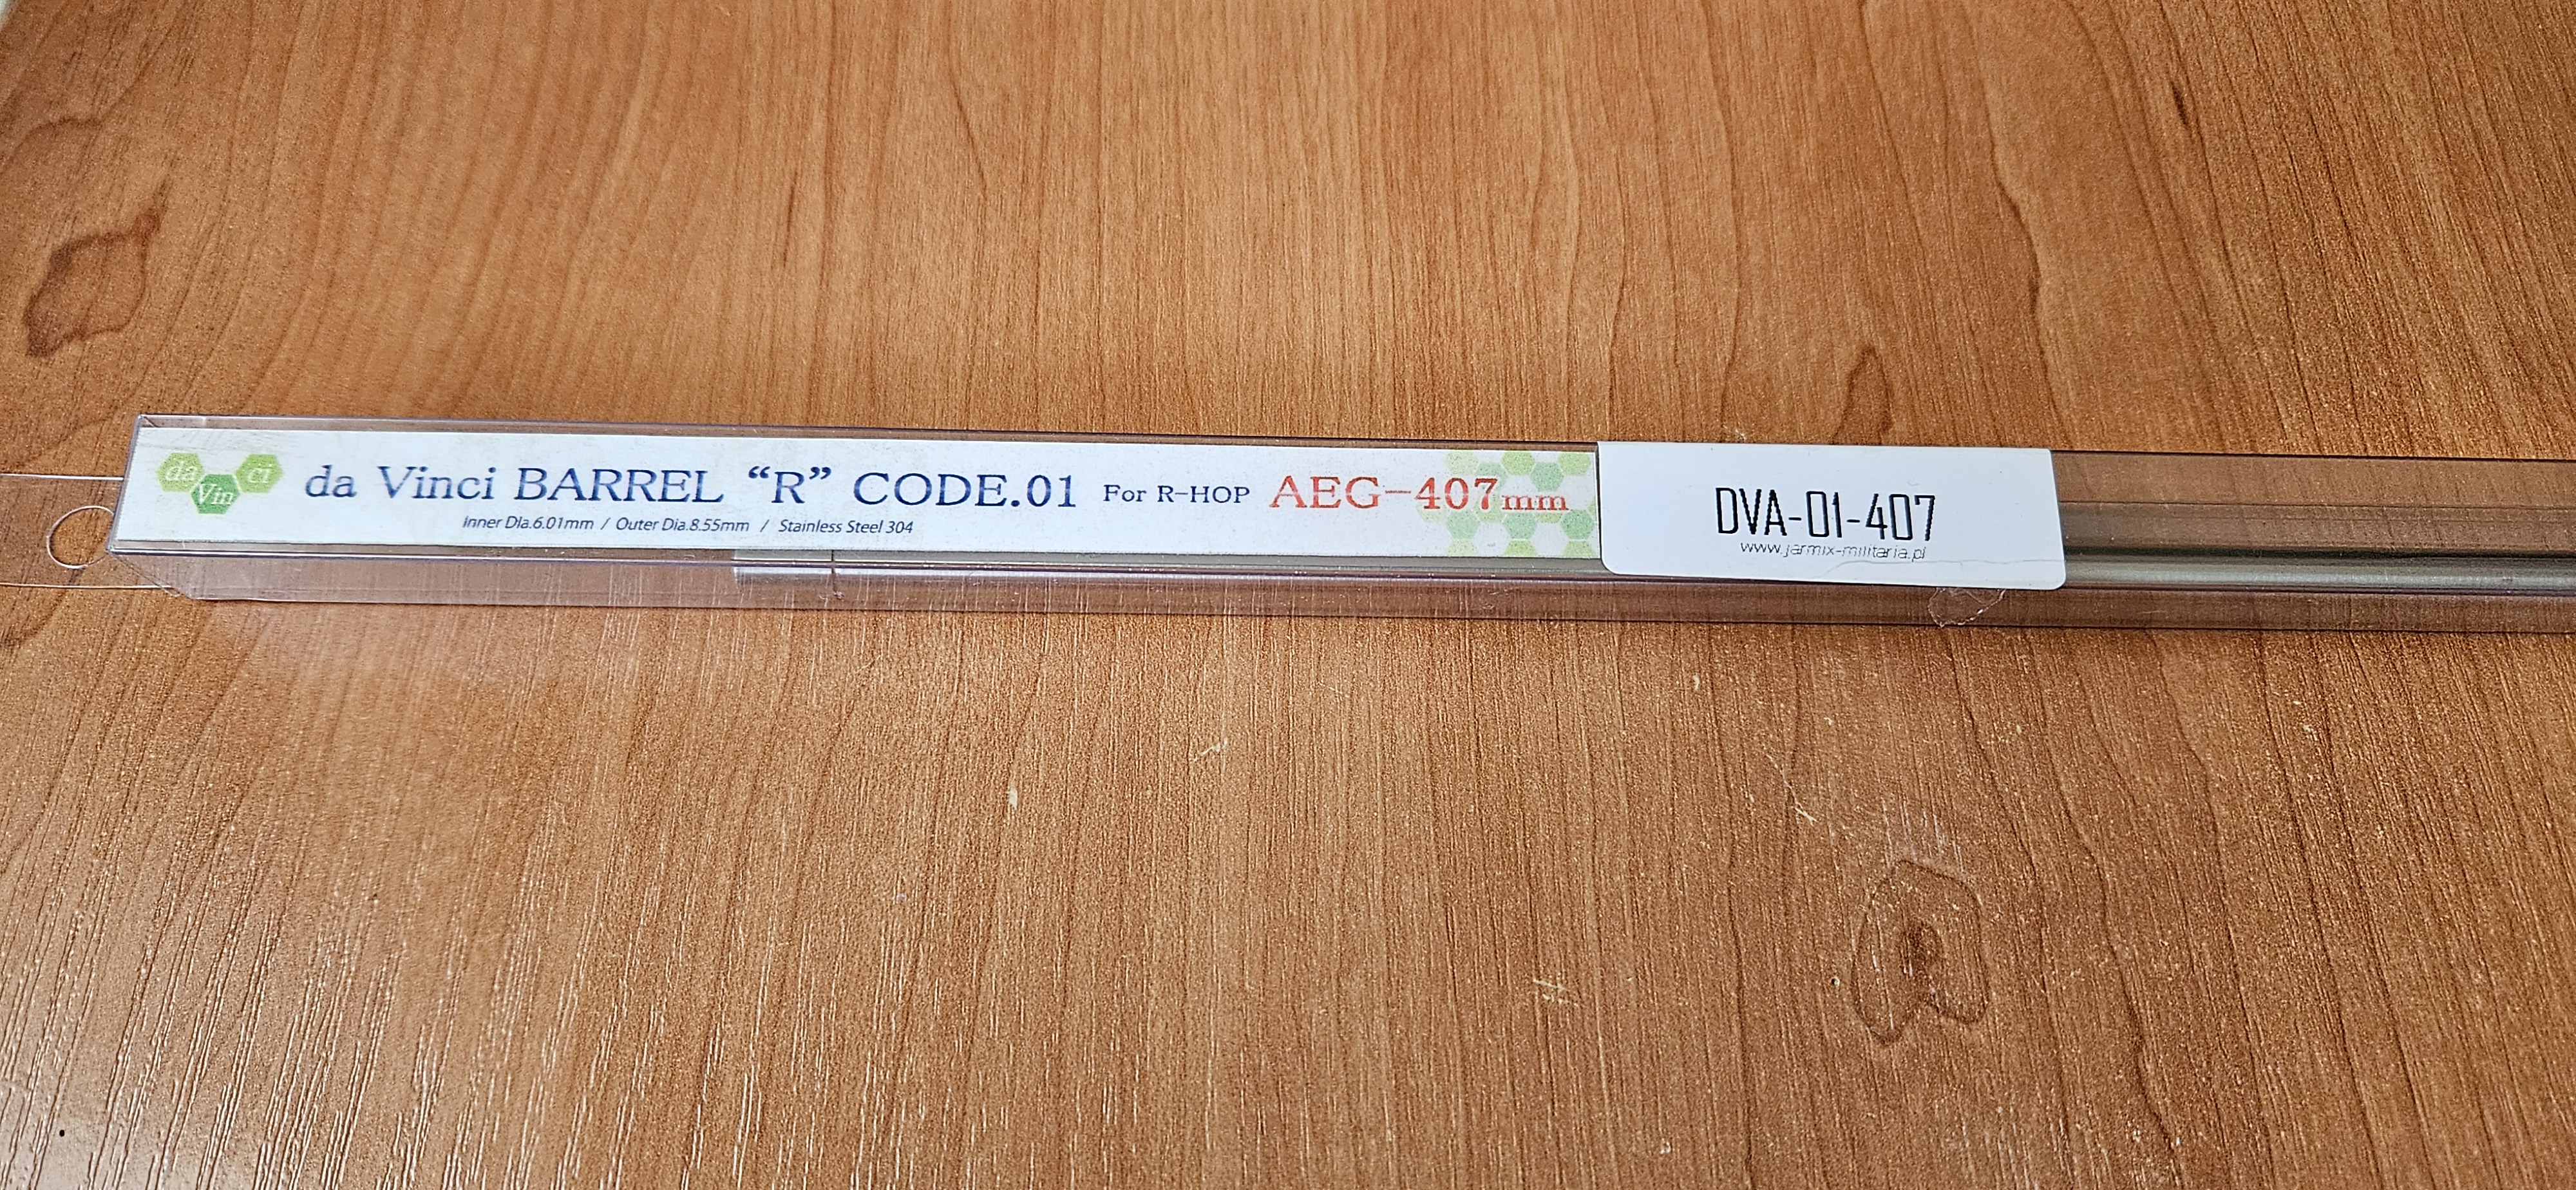 da Vin ci
da Vinci BARREL “R” CODE.01 For R-HOP AEG-407mm
Inner Dia.6.01mm / Outer Dia.8.55mm / Stainless Steel 304
DVA-01-407
www.jarmix-militaria.pl